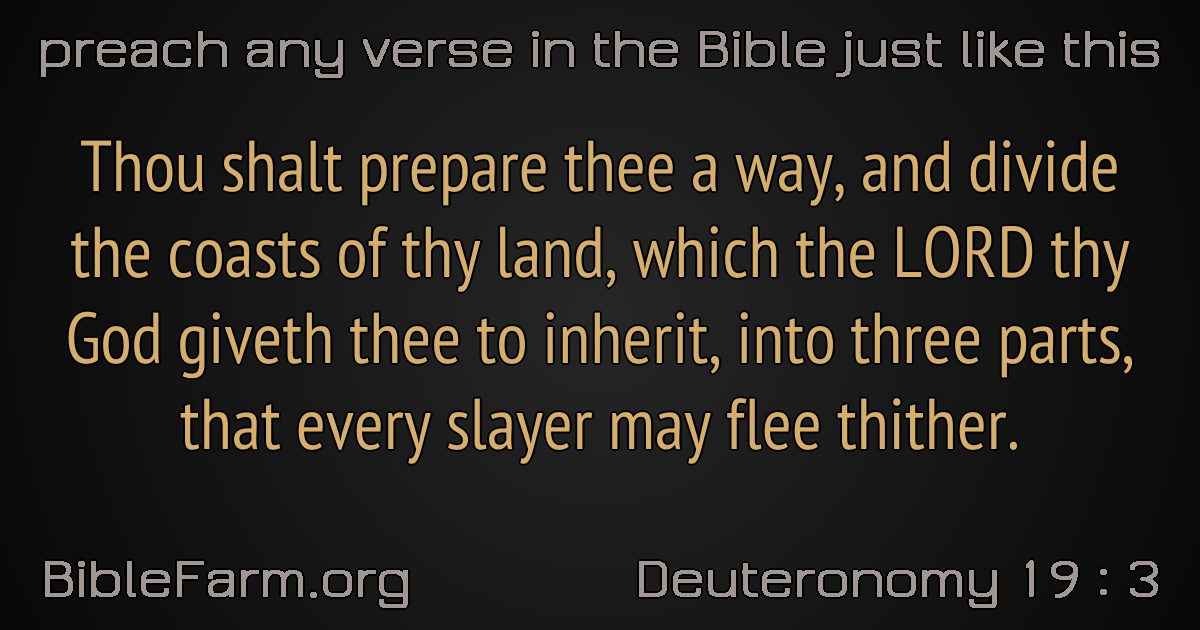 preach any verse in the Bible just like this
Thou shalt prepare thee a way, and divide
the coasts of thy land, which the LORD thy
God giveth thee to inherit, into three parts,
that every slayer may flee thither.
BibleFarm.org
Deuteronomy 19 : 3